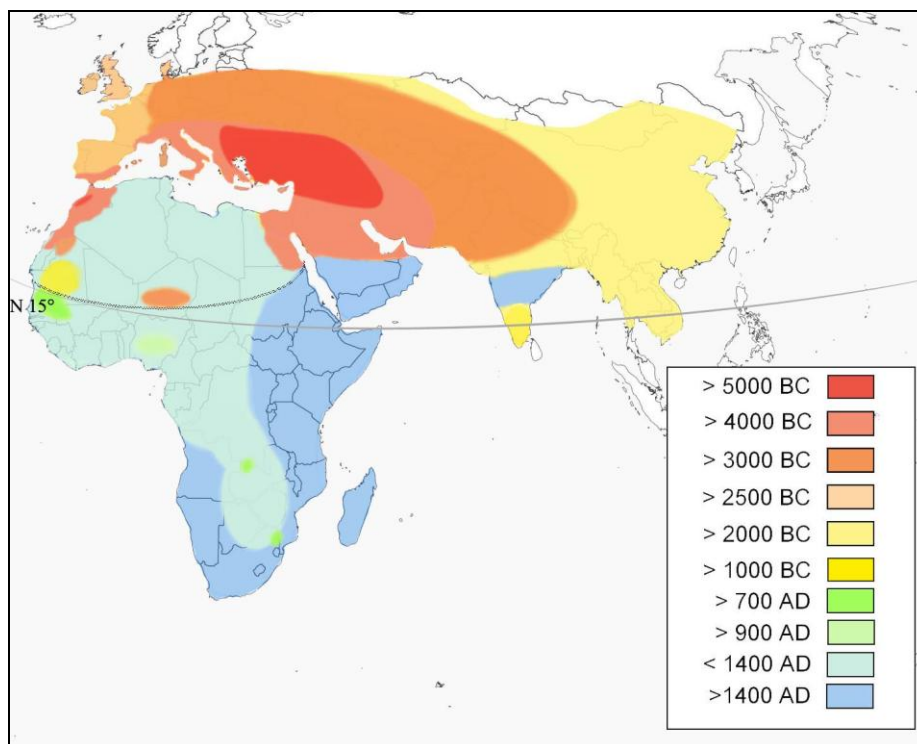 N 15°
> 5000 BC
> 4000 BC
> 3000 BC
> 2500 BC
> 2000 BC
> 1000 BC
> 700 AD
> 900 AD
< 1400 AD
>1400 AD